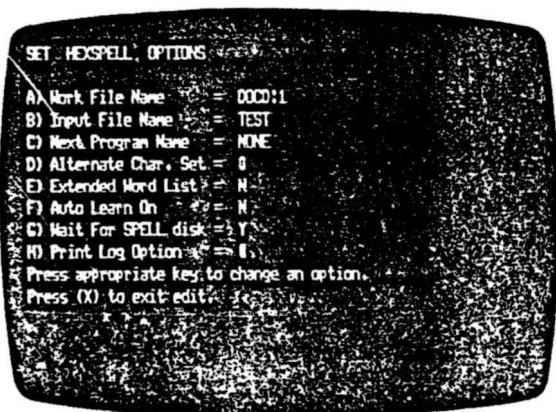 SET HEXSPELL OPTIONS
A) Work File Name = DOCO:1
B) Input File Name = TEST
C) Next Program Name = NONE
D) Alternate Char. Set = 0
E) Extended Word List = N
F) Auto Learn On = N
G) Wait For SPELL disk = Y
H) Print Log Option =
Press appropriate key to change an option.
Press (X) to exit edit.